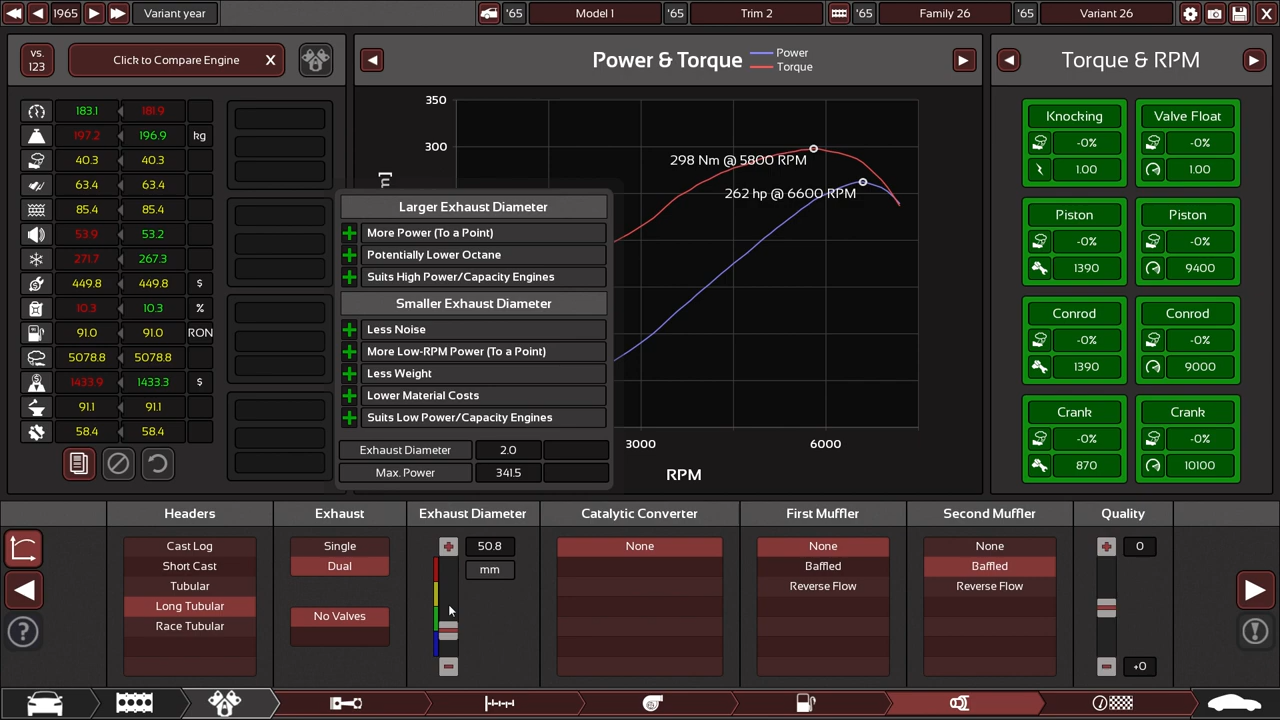 1965
Variant year
'65
Model 1
'65
Trim 2
'65
Family 26
'65
Variant 26
vs. 123
Click to Compare Engine
X
183.1 181.9
197.2 196.9 kg
40.3 40.3
63.4 63.4
85.4 85.4
53.9 53.2
271.7 267.3
449.8 449.8 $
10.3 10.3 %
91.0 91.0 RON
5078.8 5078.8
1433.9 1433.3 $
91.1 91.1
58.4 58.4
Power & Torque
Power
Torque
350
300
298 Nm @ 5800 RPM
262 hp @ 6600 RPM
3000
6000
RPM
Larger Exhaust Diameter
More Power (To a Point)
Potentially Lower Octane
Suits High Power/Capacity Engines
Smaller Exhaust Diameter
Less Noise
More Low-RPM Power (To a Point)
Less Weight
Lower Material Costs
Suits Low Power/Capacity Engines
Exhaust Diameter 2.0
Max. Power 341.5
Torque & RPM
Knocking
-0%
1.00
Valve Float
-0%
1.00
Piston
-0%
1390
Piston
-0%
9400
Conrod
-0%
1390
Conrod
-0%
9000
Crank
-0%
870
Crank
-0%
10100
Headers
Cast Log
Short Cast
Tubular
Long Tubular
Race Tubular
Exhaust
Single
Dual
No Valves
Exhaust Diameter
50.8
mm
Catalytic Converter
None
First Muffler
None
Baffled
Reverse Flow
Second Muffler
None
Baffled
Reverse Flow
Quality
0
+0